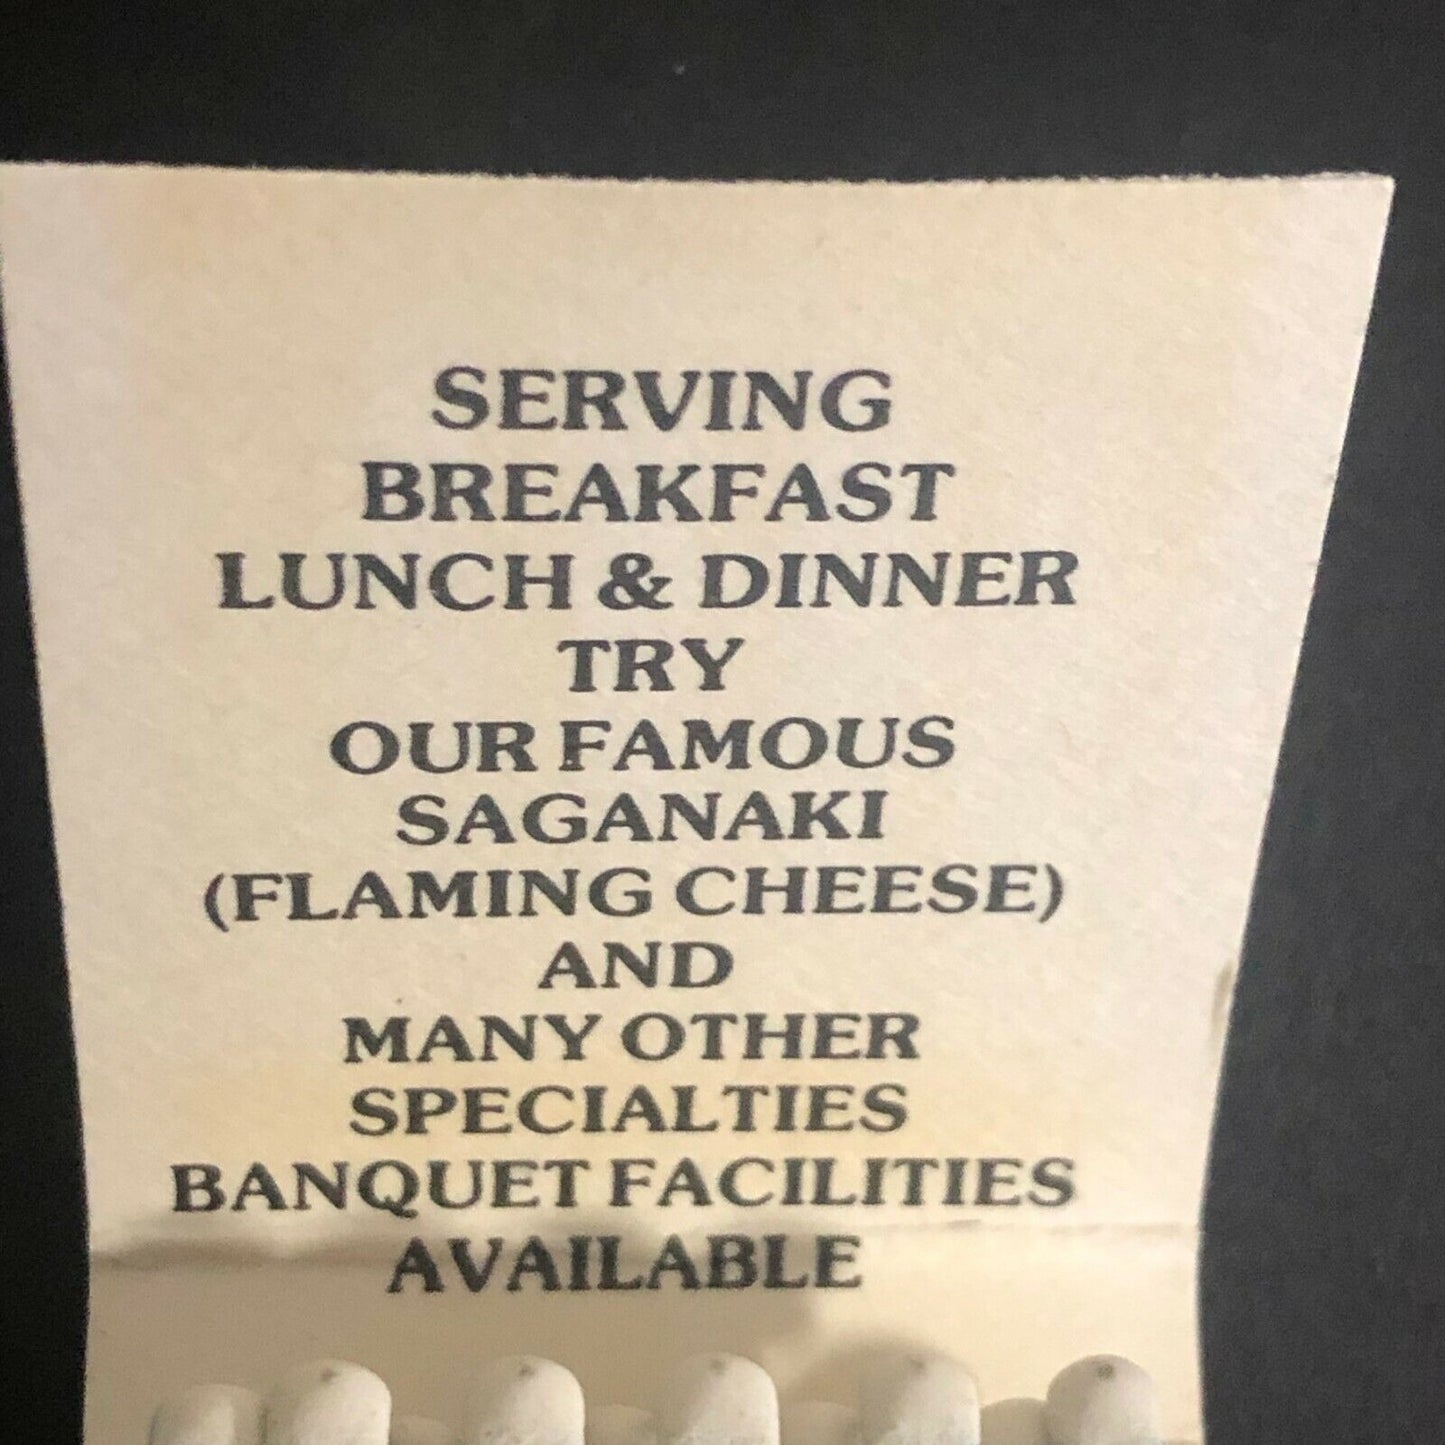 SERVING
BREAKFAST
LUNCH & DINNER
TRY
OUR FAMOUS
SAGANAKI
(FLAMING CHEESE)
AND
MANY OTHER
SPECIALTIES
BANQUET FACILITIES
AVAILABLE